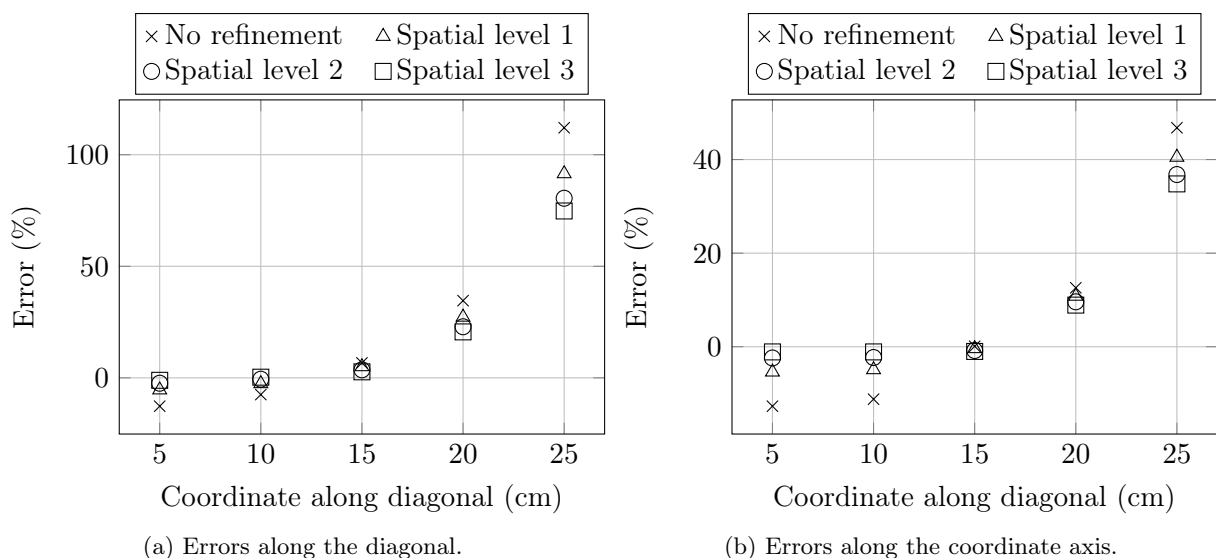 No refinement Spatial level 1
Spatial level 2 Spatial level 3
100
50
0
Error (%)
5 10 15 20 25
Coordinate along diagonal (cm)
(a) Errors along the diagonal.
No refinement Spatial level 1
Spatial level 2 Spatial level 3
40
20
0
Error (%)
5 10 15 20 25
Coordinate along diagonal (cm)
(b) Errors along the coordinate axis.